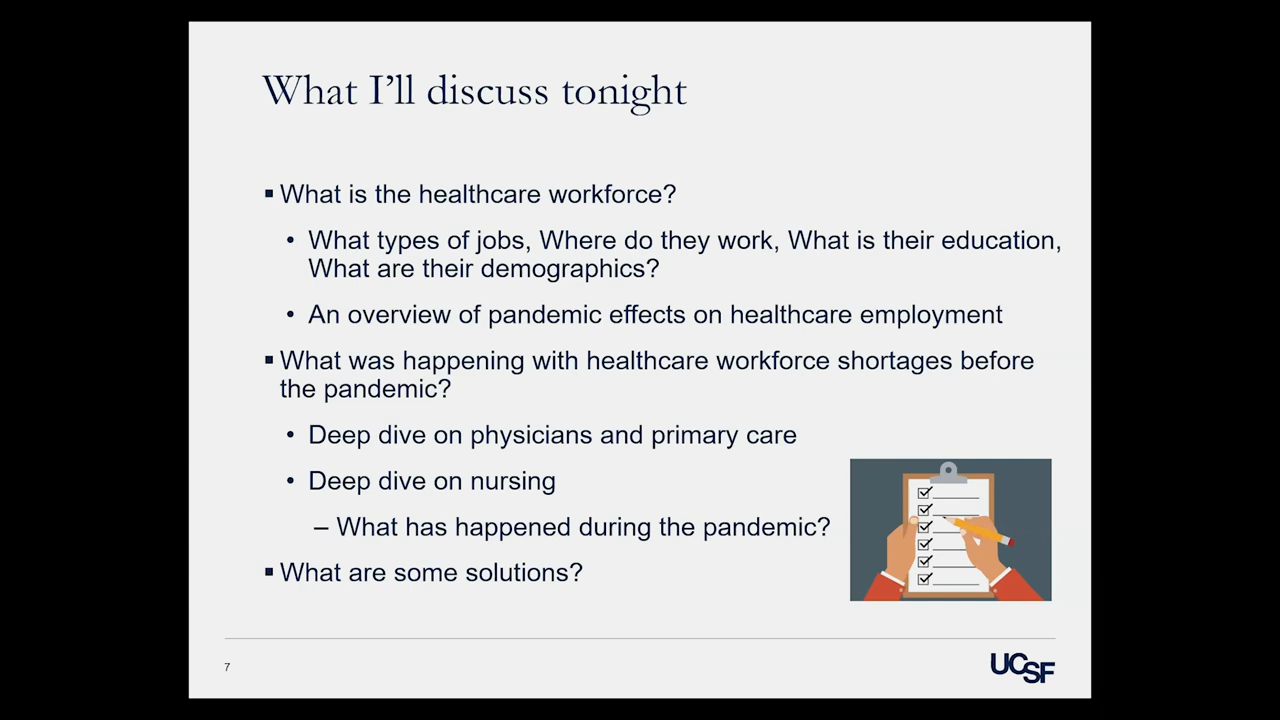 What I'll discuss tonight
▪ What is the healthcare workforce?
• What types of jobs, Where do they work, What is their education,
What are their demographics?
• An overview of pandemic effects on healthcare employment
▪ What was happening with healthcare workforce shortages before
the pandemic?
• Deep dive on physicians and primary care
• Deep dive on nursing
– What has happened during the pandemic?
▪ What are some solutions?
7
UCSF